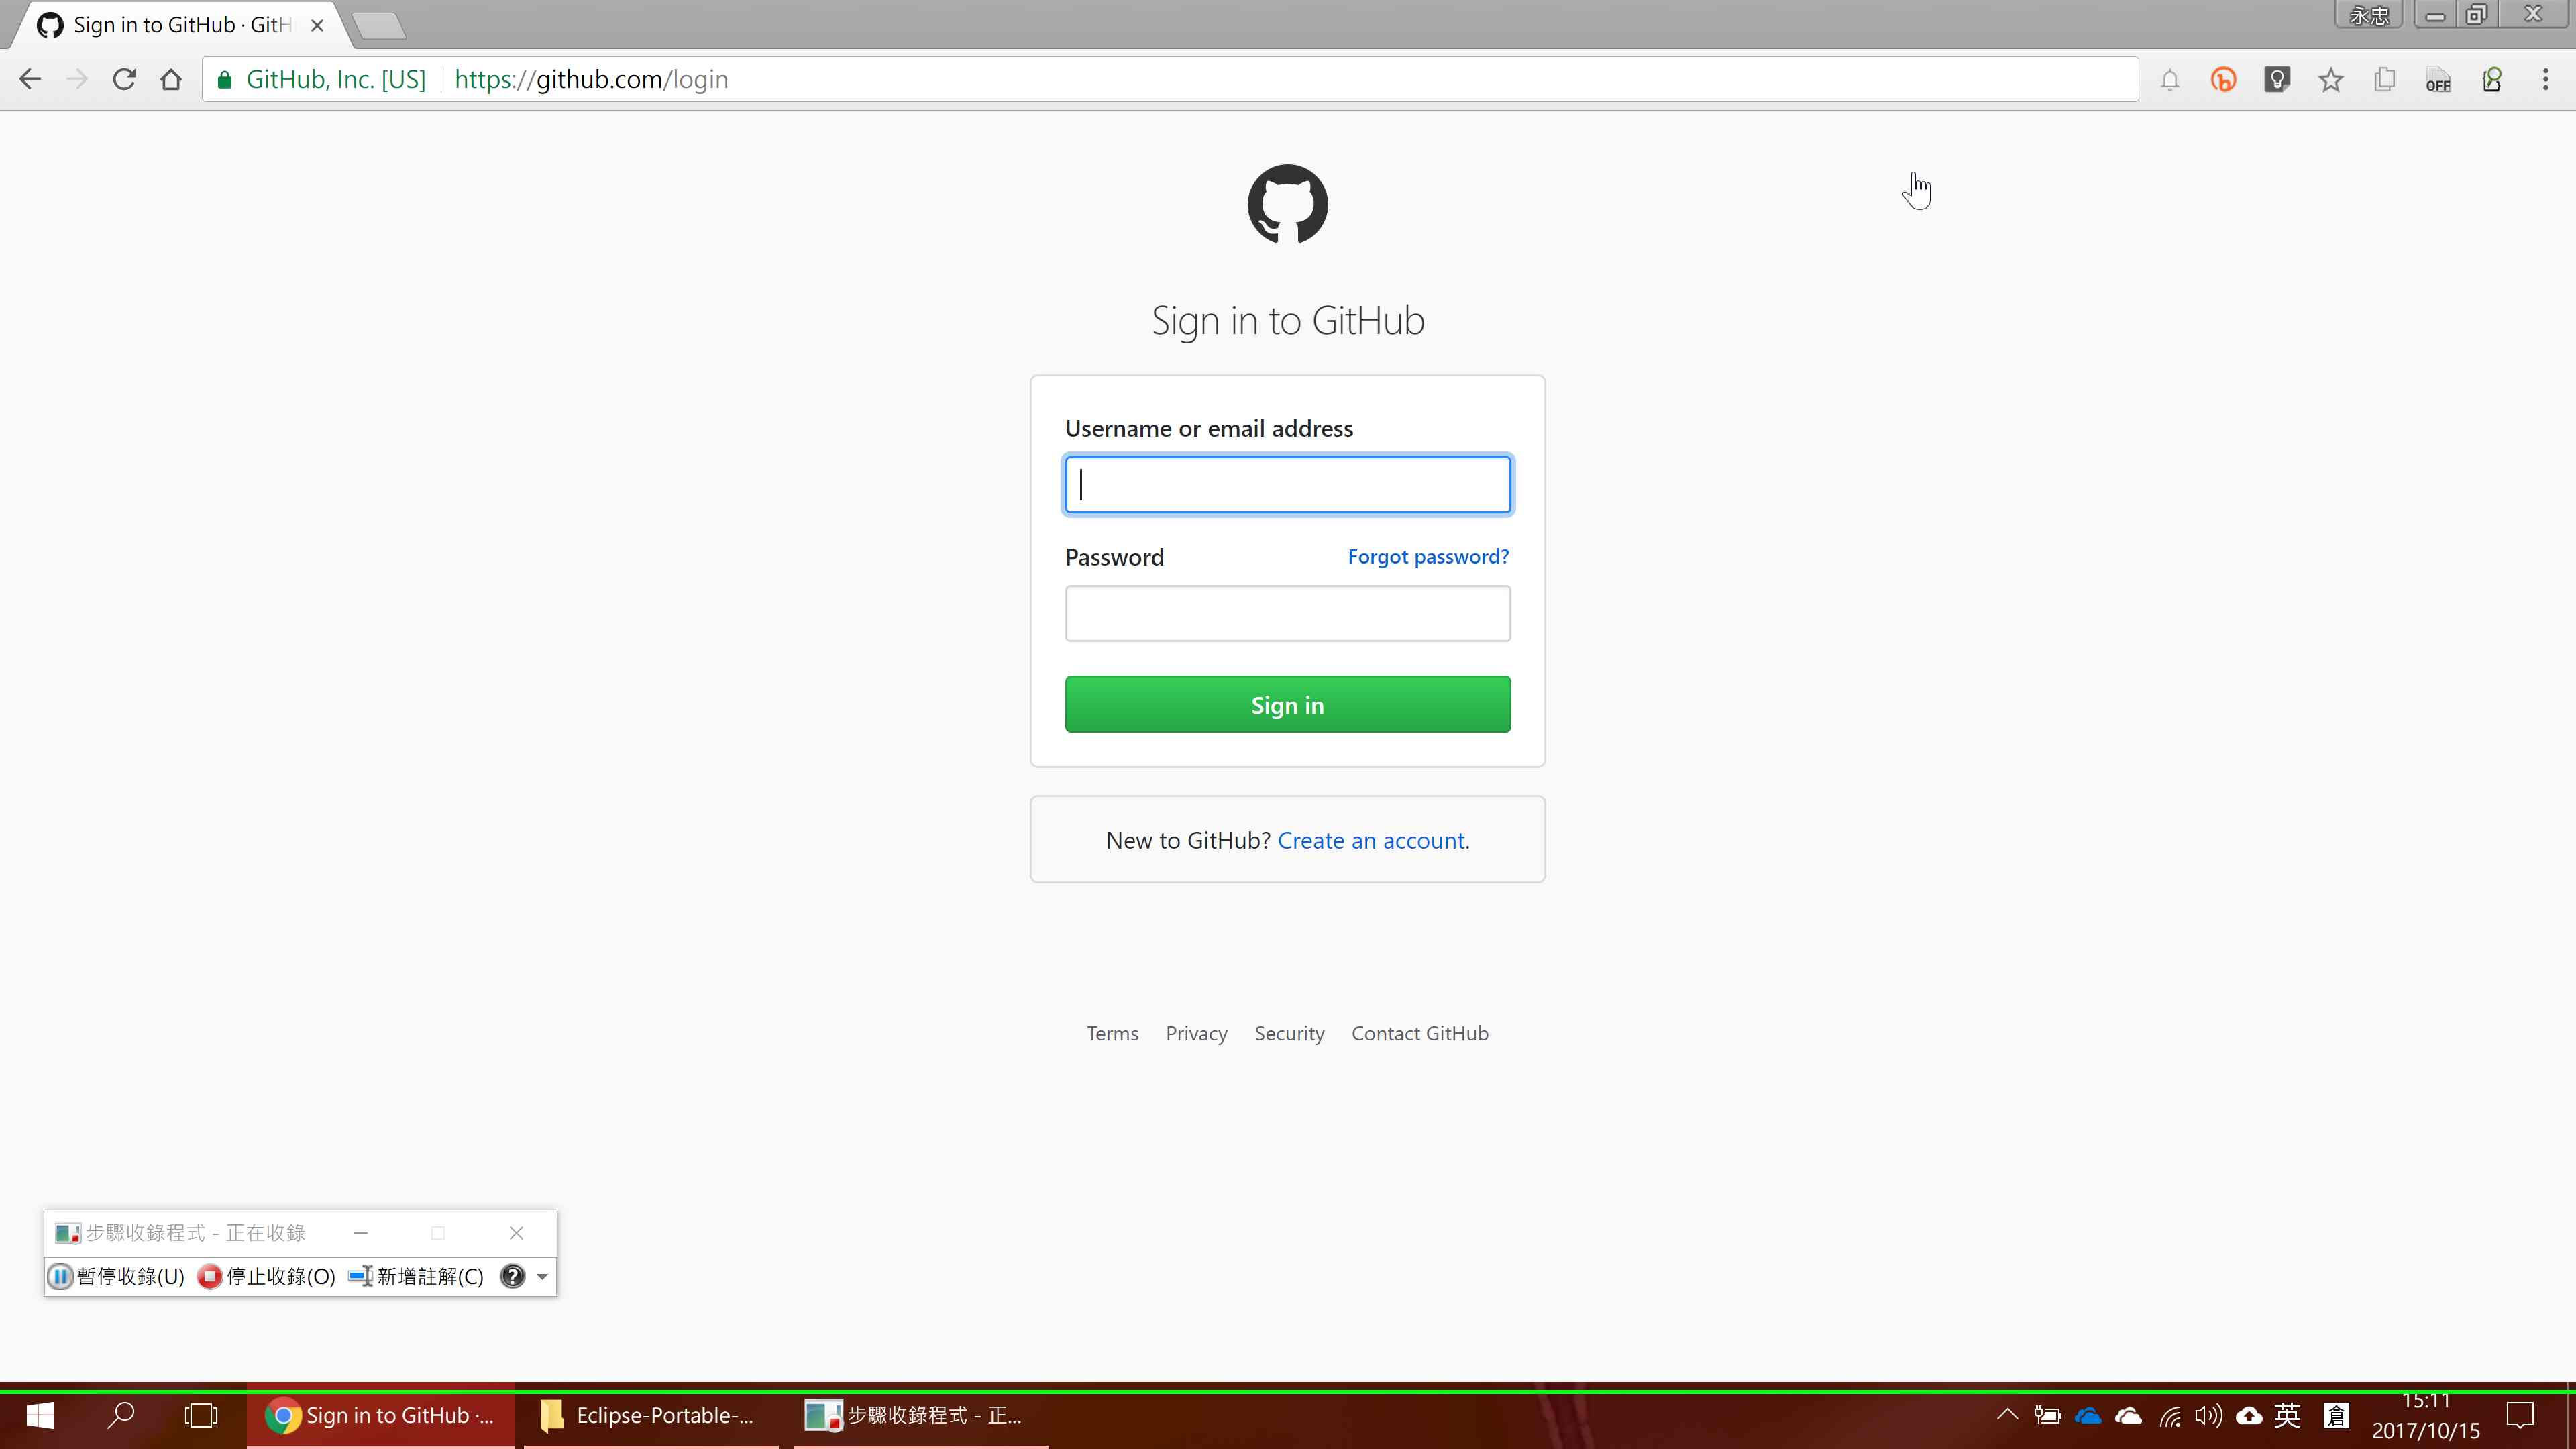 Sign in to GitHub · GitH
永忠
GitHub, Inc. [US]
https://github.com/login
OFF
Sign in to GitHub
Username or email address
Password
Forgot password?
Sign in
New to GitHub? Create an account.
Terms
Privacy
Security
Contact GitHub
步驟收錄程式 - 正在收錄
暫停收錄(U)
停止收錄(O)
新增註解(C)
Sign in to GitHub ·...
Eclipse-Portable-...
步驟收錄程式 - 正...
英
倉
15:11
2017/10/15